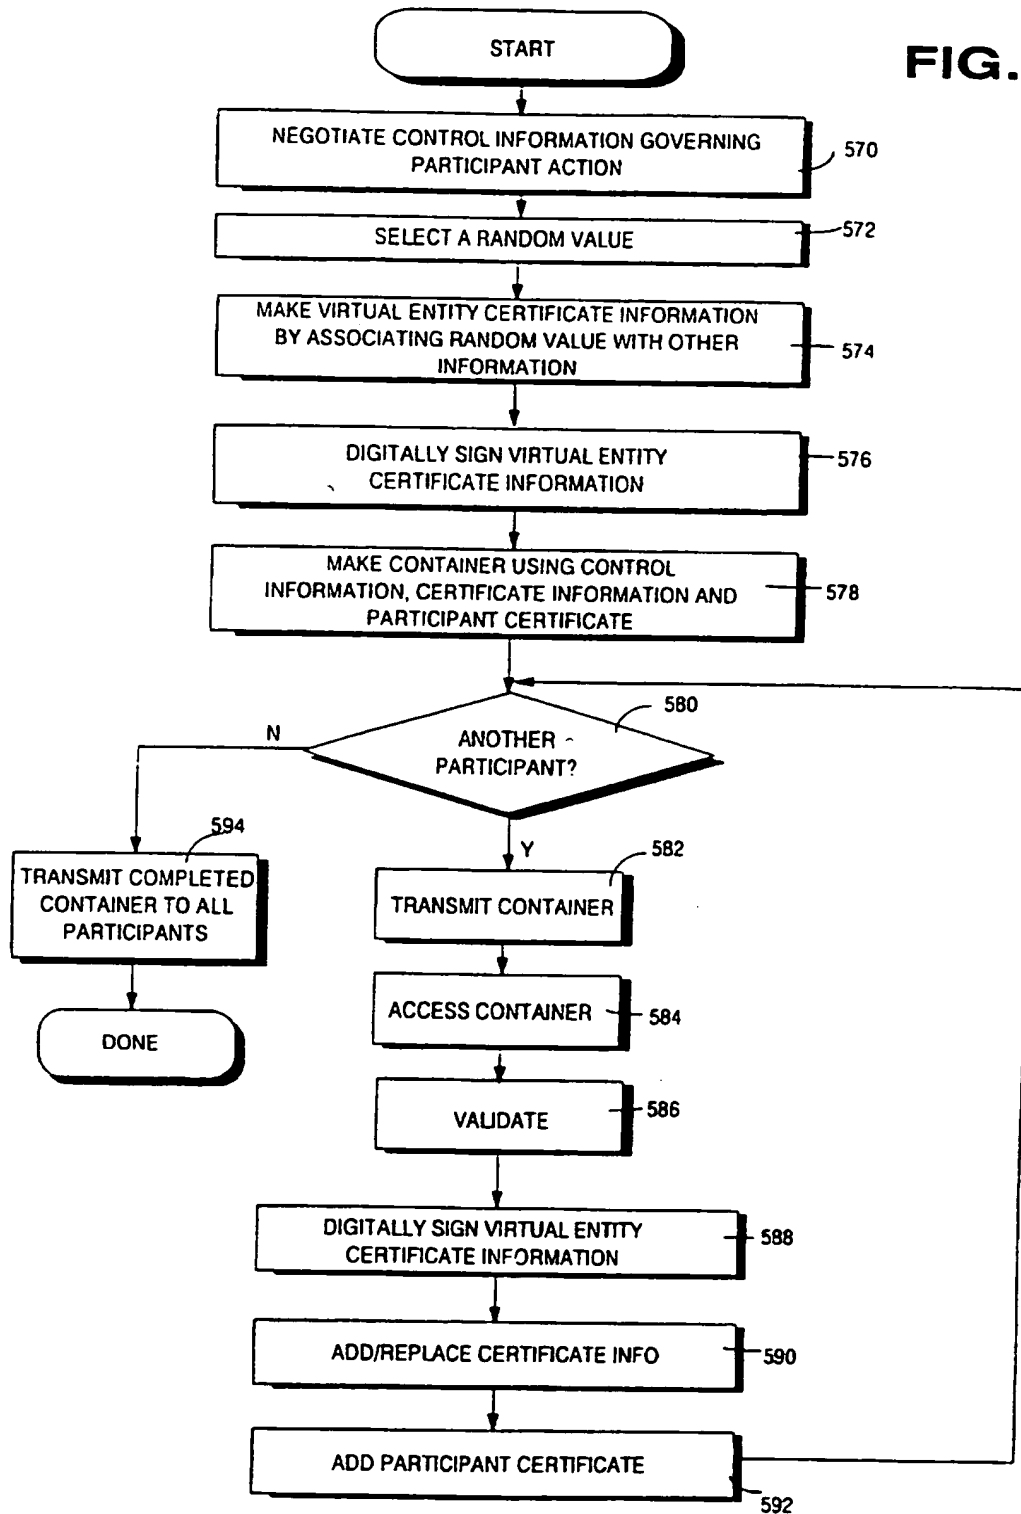 START
FIG.
NEGOTIATE CONTROL INFORMATION GOVERNING
PARTICIPANT ACTION
570
SELECT A RANDOM VALUE
572
MAKE VIRTUAL ENTITY CERTIFICATE INFORMATION
BY ASSOCIATING RANDOM VALUE WITH OTHER
INFORMATION
574
DIGITALLY SIGN VIRTUAL ENTITY
CERTIFICATE INFORMATION
576
MAKE CONTAINER USING CONTROL
INFORMATION, CERTIFICATE INFORMATION AND
PARTICIPANT CERTIFICATE
578
580
ANOTHER
PARTICIPANT?
N
Y
594
TRANSMIT COMPLETED
CONTAINER TO ALL
PARTICIPANTS
DONE
582
TRANSMIT CONTAINER
ACCESS CONTAINER
584
VALIDATE
586
DIGITALLY SIGN VIRTUAL ENTITY
CERTIFICATE INFORMATION
588
ADD/REPLACE CERTIFICATE INFO
590
ADD PARTICIPANT CERTIFICATE
592